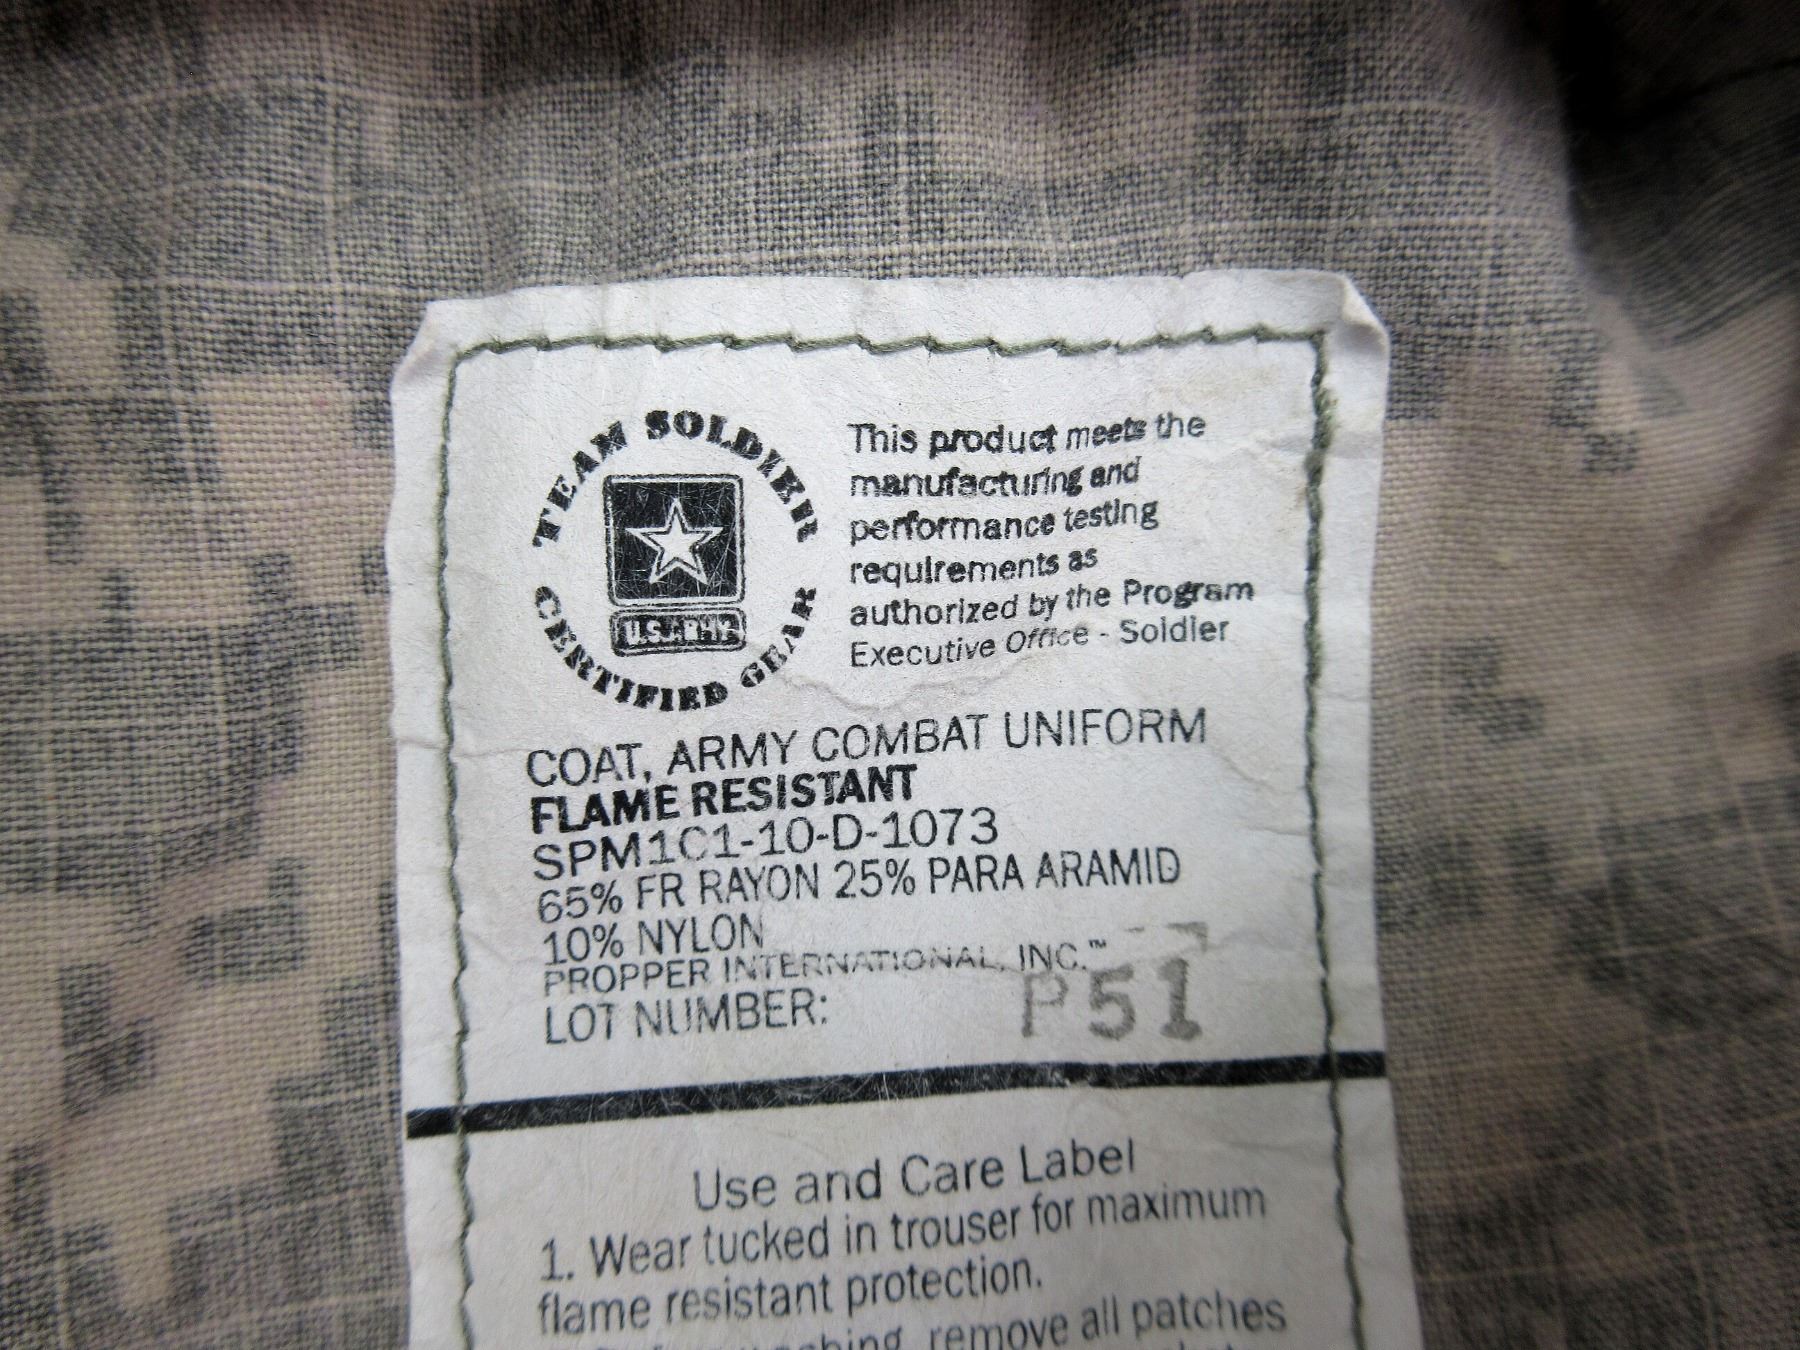 TEAM SOLDIER
U.S. ARMY
CERTIFIED GEAR
This product meets the
manufacturing and
performance testing
requirements as
authorized by the Program
Executive Office - Soldier
COAT, ARMY COMBAT UNIFORM
FLAME RESISTANT
SPM1C1-10-D-1073
65% FR RAYON 25% PARA ARAMID
10% NYLON
PROPPER INTERNATIONAL, INC.™
LOT NUMBER: P51
Use and Care Label
1. Wear tucked in trouser for maximum
flame resistant protection.
remove all patches